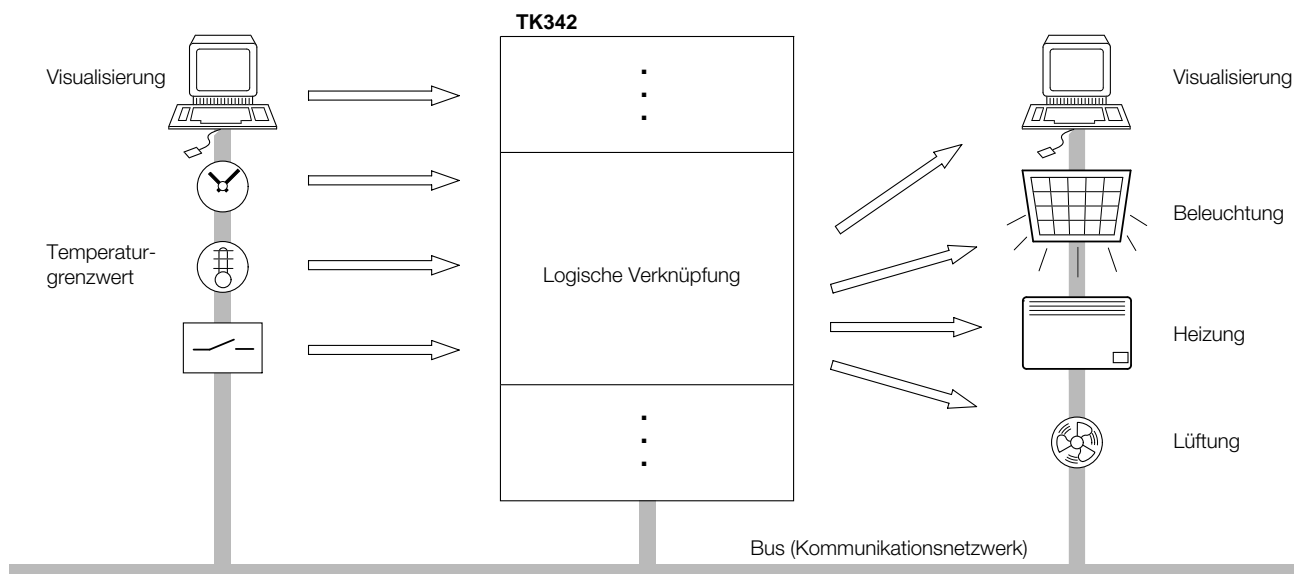 TK342
Visualisierung
Visualisierung
Beleuchtung
Temperatur-
grenzwert
Logische Verknüpfung
Heizung
Lüftung
Bus (Kommunikationsnetzwerk)